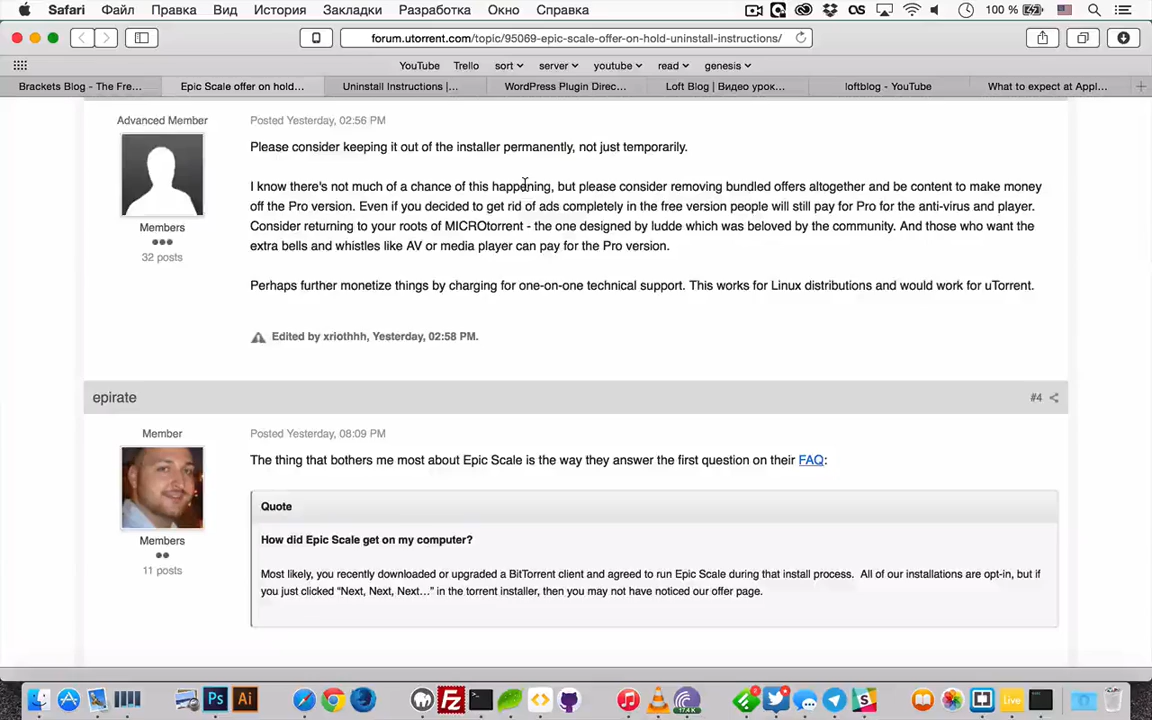 Safari Файл Правка Вид История Закладки Разработка Окно Справка 100 %
forum.utorrent.com/topic/95069-epic-scale-offer-on-hold-uninstall-instructions/
YouTube Trello sort server youtube read genesis
Brackets Blog - The Fre... Epic Scale offer on hold... Uninstall Instructions |... WordPress Plugin Direc... Loft Blog | Видео урок... loftblog - YouTube What to expect at Appl...
Advanced Member
Members
32 posts
Posted Yesterday, 02:56 PM
Please consider keeping it out of the installer permanently, not just temporarily.
I know there's not much of a chance of this happening, but please consider removing bundled offers altogether and be content to make money
off the Pro version. Even if you decided to get rid of ads completely in the free version people will still pay for Pro for the anti-virus and player.
Consider returning to your roots of MICROtorrent - the one designed by ludde which was beloved by the community. And those who want the
extra bells and whistles like AV or media player can pay for the Pro version.
Perhaps further monetize things by charging for one-on-one technical support. This works for Linux distributions and would work for uTorrent.
Edited by xriothhh, Yesterday, 02:58 PM.
epirate #4
Member
Members
11 posts
Posted Yesterday, 08:09 PM
The thing that bothers me most about Epic Scale is the way they answer the first question on their FAQ:
Quote
How did Epic Scale get on my computer?
Most likely, you recently downloaded or upgraded a BitTorrent client and agreed to run Epic Scale during that install process. All of our installations are opt-in, but if
you just clicked “Next, Next, Next…” in the torrent installer, then you may not have noticed our offer page.
Ps Ai Fz Live